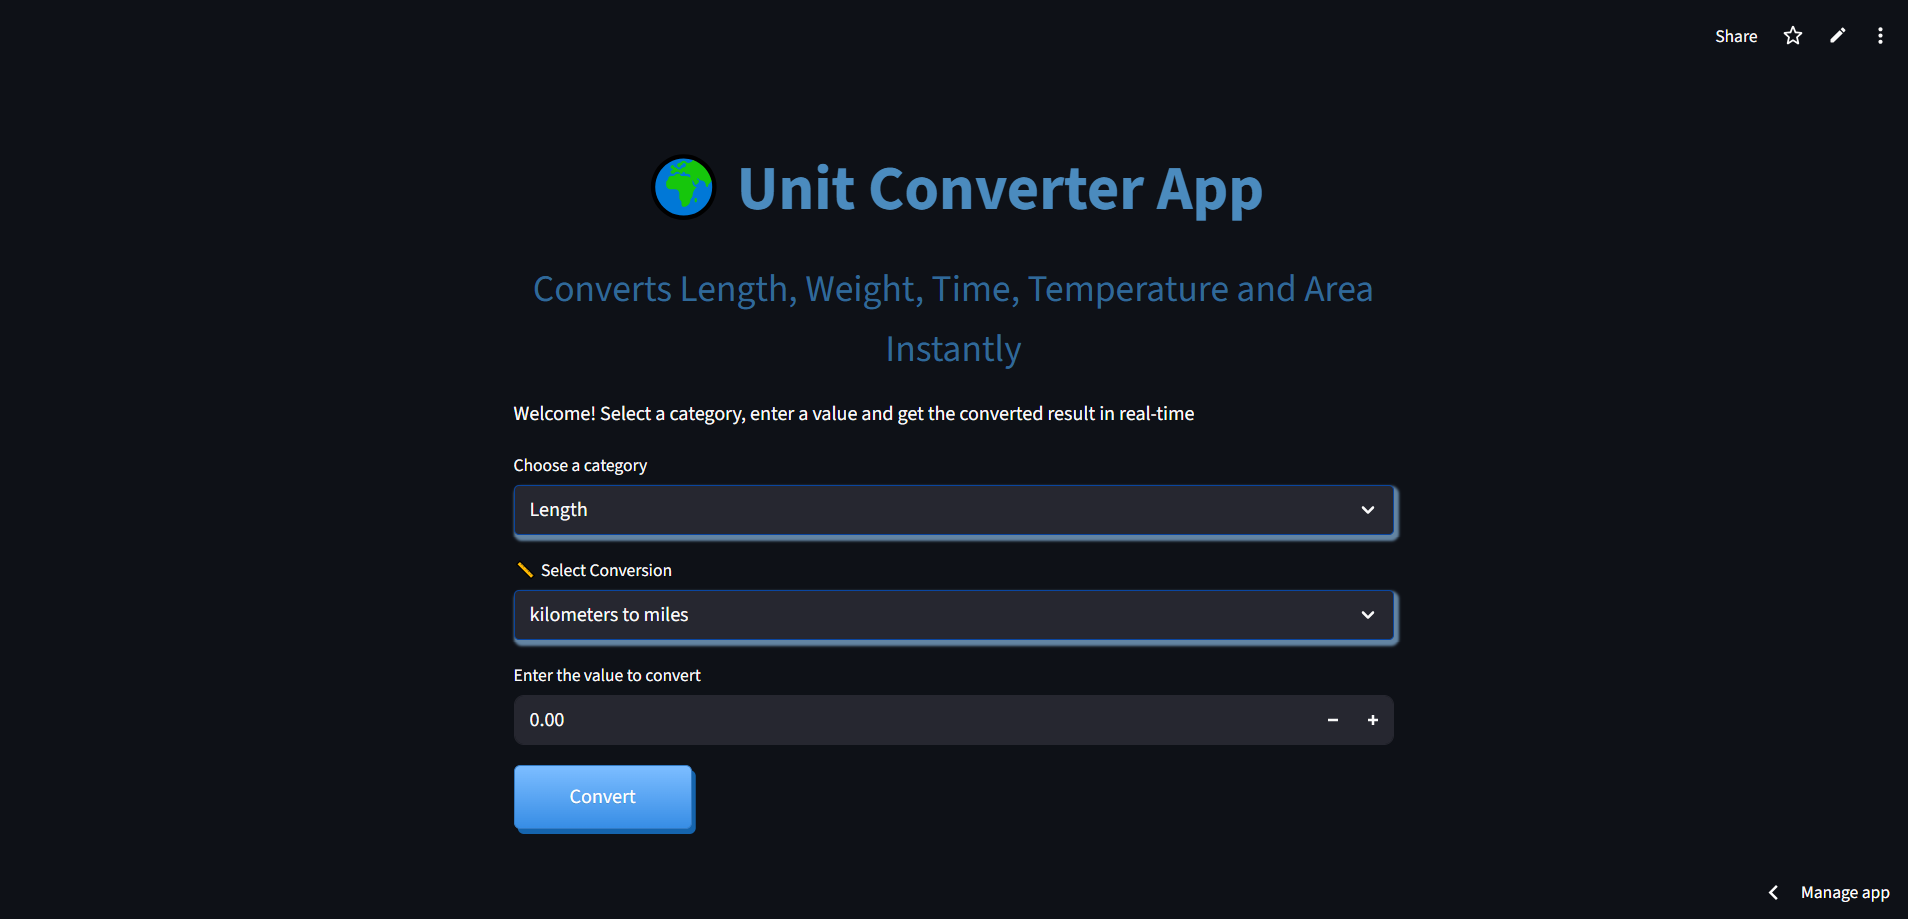 Share
Unit Converter App
Converts Length, Weight, Time, Temperature and Area
Instantly
Welcome! Select a category, enter a value and get the converted result in real-time
Choose a category
Length
Select Conversion
kilometers to miles
Enter the value to convert
0.00
Convert
Manage app